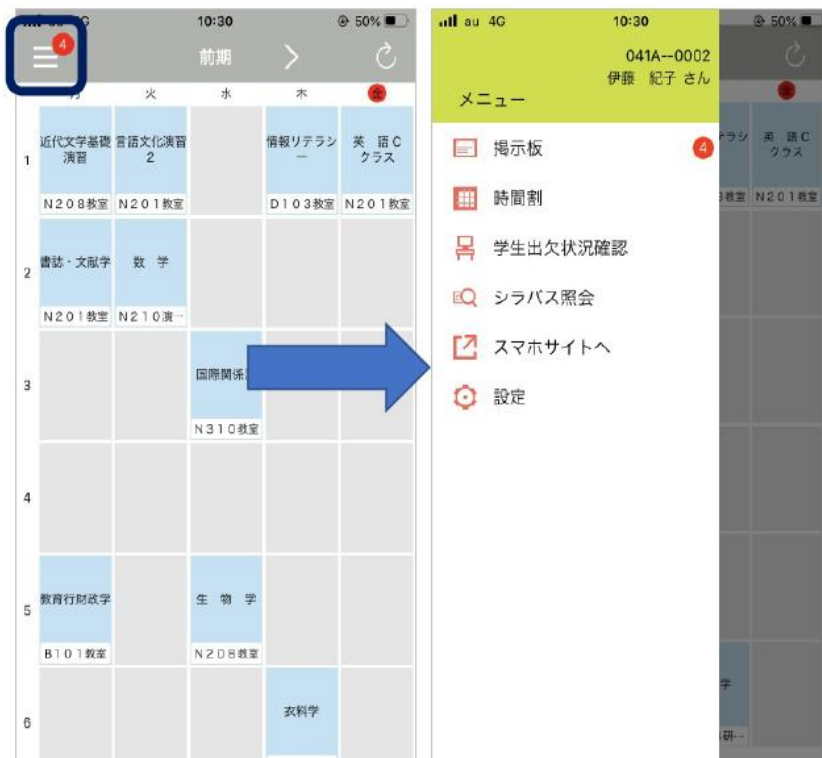 10:30
50%
4
前期
火
水
木
金
1
近代文学基礎
演習
言語文化演習
2
情報リテラシ
ー
英 語C
クラス
N208教室
N201教室
D103教室
N201教室
2
書誌・文献学
数 学
N201教室
N210演…
3
国際関係
N310教室
4
5
教育行財政学
生 物 学
B101教室
N208教室
6
衣料学
au 4G
10:30
50%
041A--0002
伊藤 紀子 さん
メニュー
掲示板
4
時間割
学生出欠状況確認
シラバス照会
スマホサイトへ
設定
英 語C
クラス
N201教室
学
研…